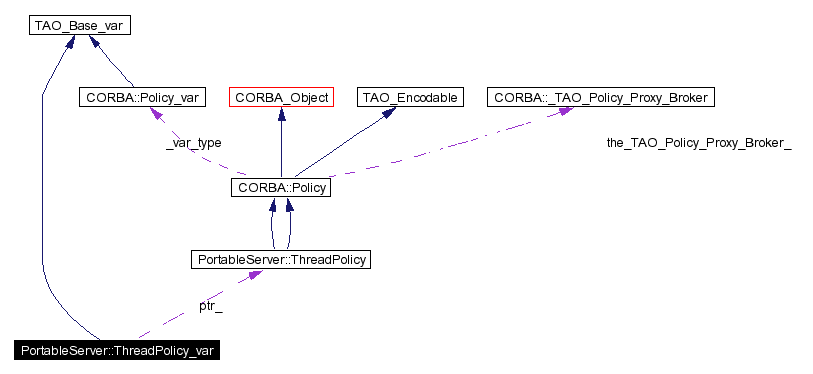 TAO_Base_var
CORBA::Policy_var
CORBA_Object
TAO_Encodable
CORBA::_TAO_Policy_Proxy_Broker
_var_type
the_TAO_Policy_Proxy_Broker_
CORBA::Policy
PortableServer::ThreadPolicy
ptr_
PortableServer::ThreadPolicy_var